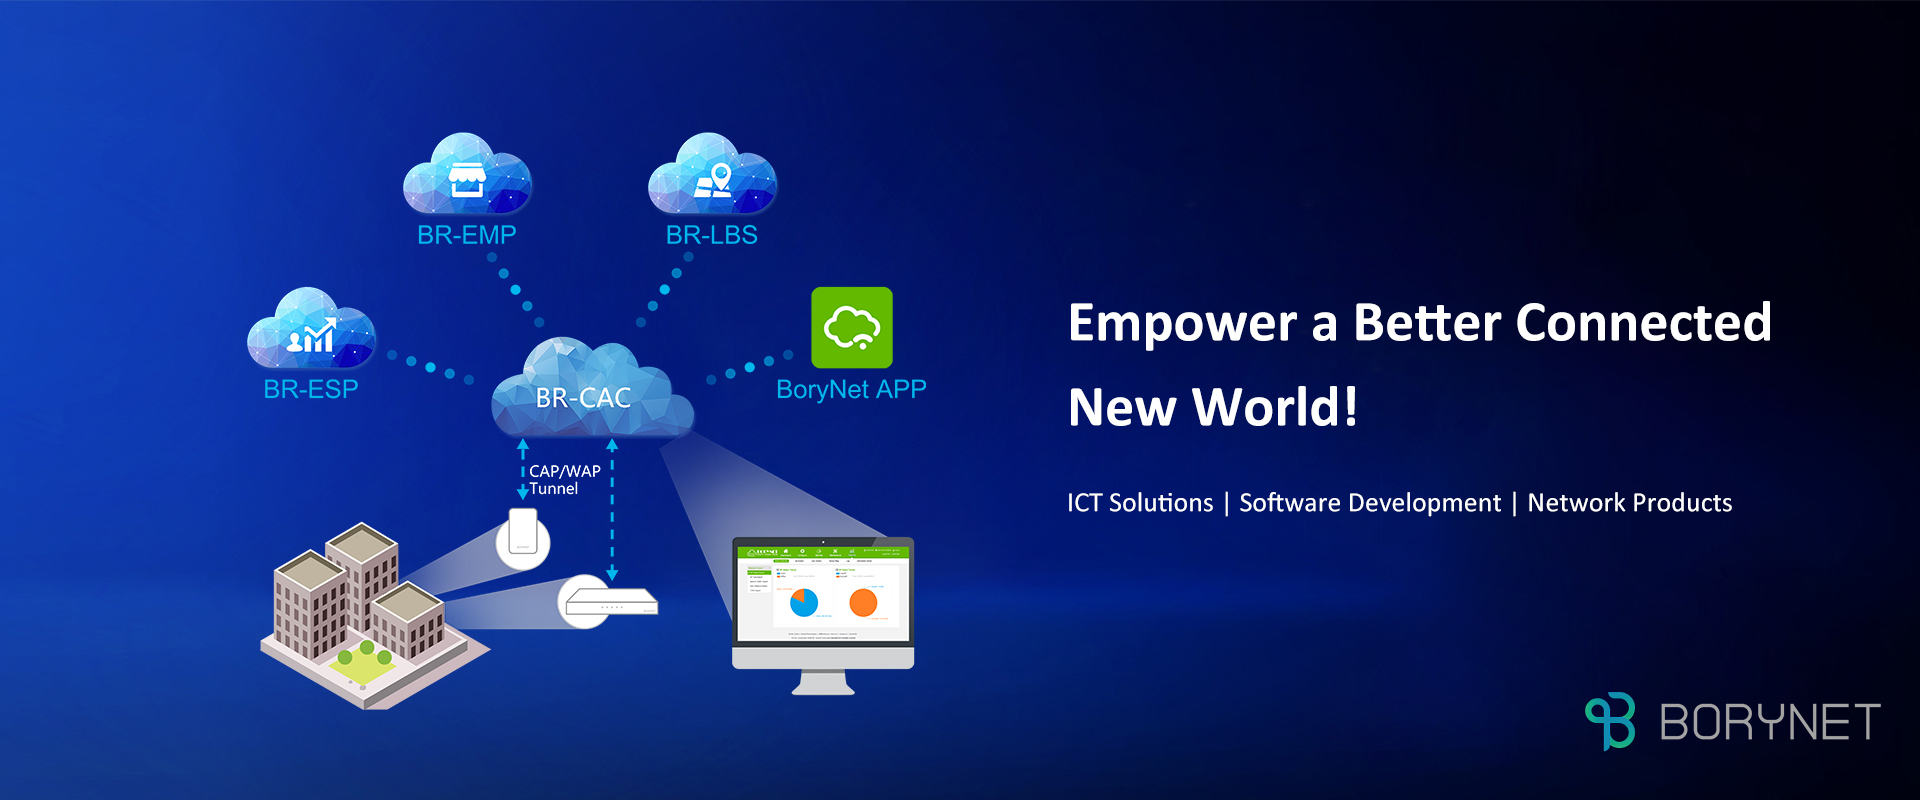 BR-EMP
BR-LBS
BR-ESP
BoryNet APP
BR-CAC
CAP/WAP
Tunnel
Empower a Better Connected
New World!
ICT Solutions | Software Development | Network Products
BORYNET